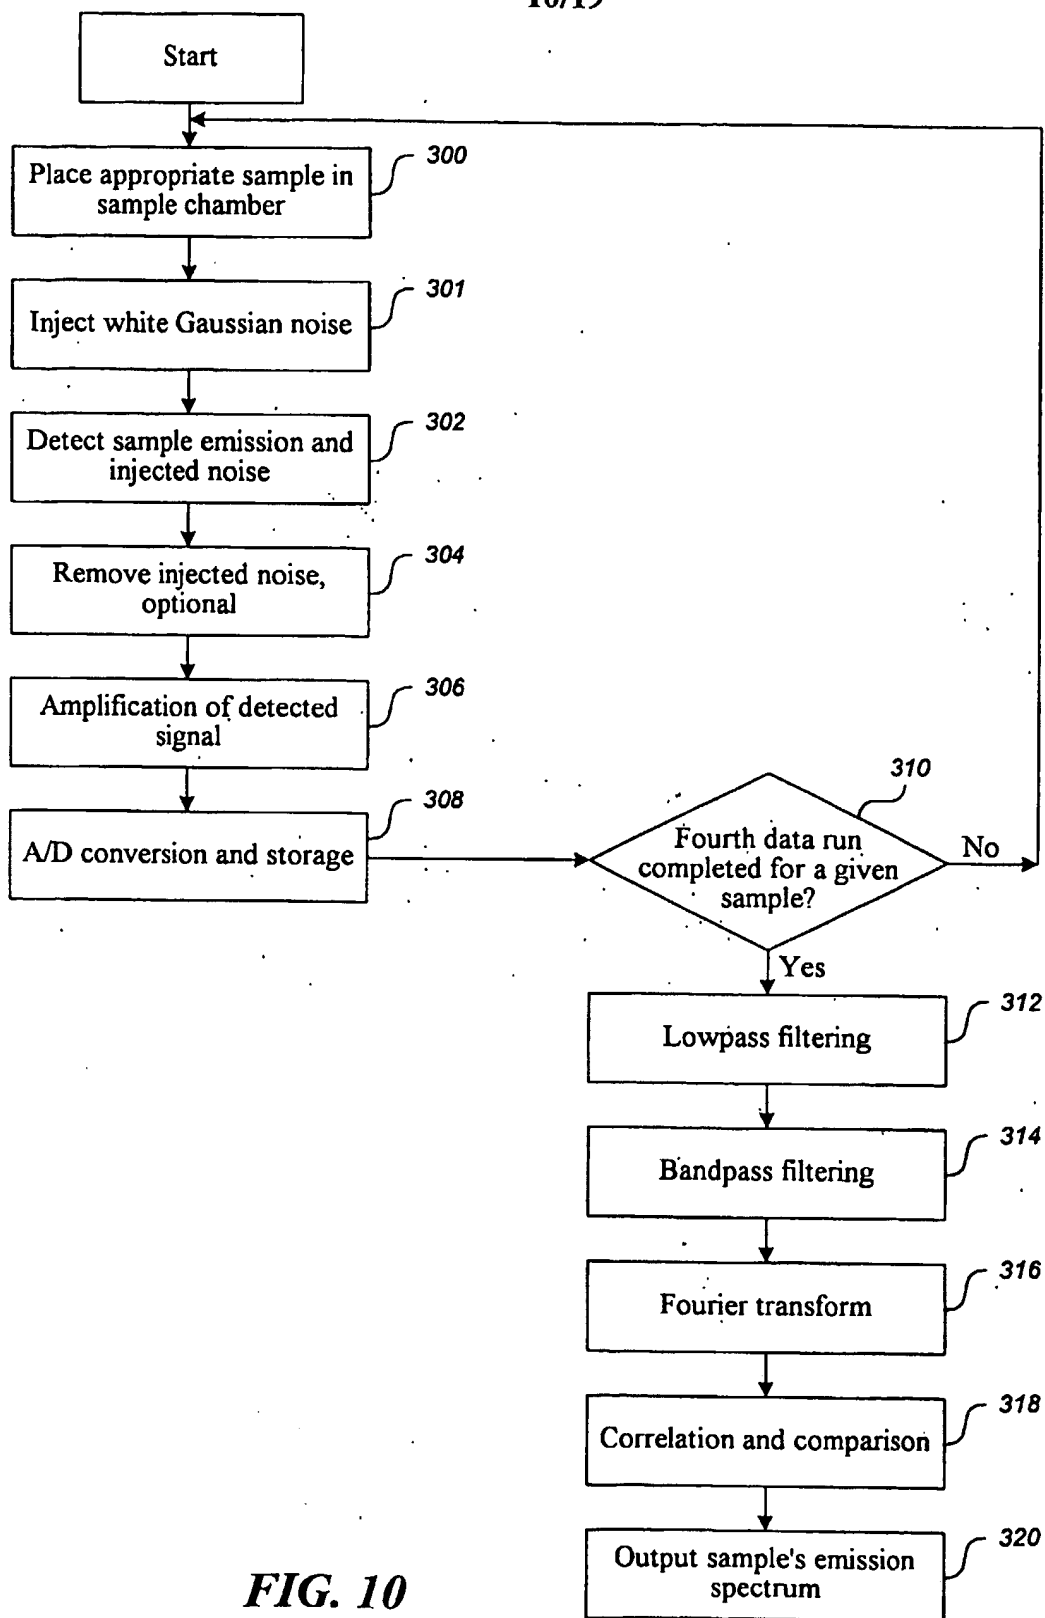 10/19
Start
Place appropriate sample in
sample chamber
300
Inject white Gaussian noise
301
Detect sample emission and
injected noise
302
Remove injected noise,
optional
304
Amplification of detected
signal
306
A/D conversion and storage
308
Fourth data run
completed for a given
sample?
310
No
Yes
Lowpass filtering
312
Bandpass filtering
314
Fourier transform
316
Correlation and comparison
318
Output sample's emission
spectrum
320
FIG. 10